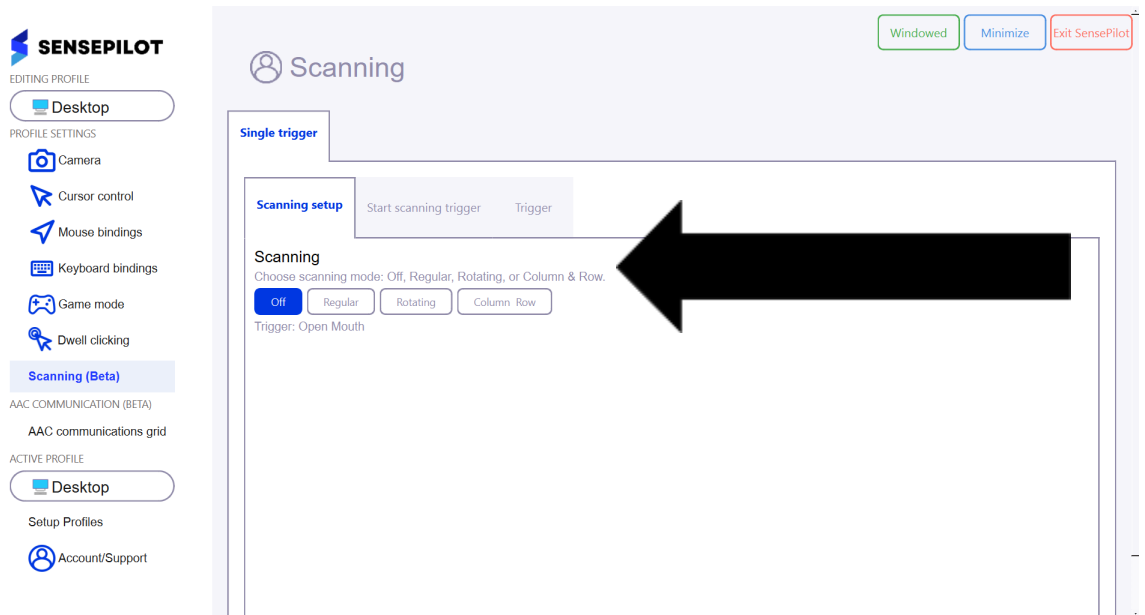 SENSEPILOT
EDITING PROFILE
Desktop
PROFILE SETTINGS
Camera
Cursor control
Mouse bindings
Keyboard bindings
Game mode
Dwell clicking
Scanning (Beta)
AAC COMMUNICATION (BETA)
AAC communications grid
ACTIVE PROFILE
Desktop
Setup Profiles
Account/Support
Windowed Minimize Exit SensePilot
Scanning
Single trigger
Scanning setup Start scanning trigger Trigger
Scanning
Choose scanning mode: Off, Regular, Rotating, or Column & Row.
Off Regular Rotating Column Row
Trigger: Open Mouth